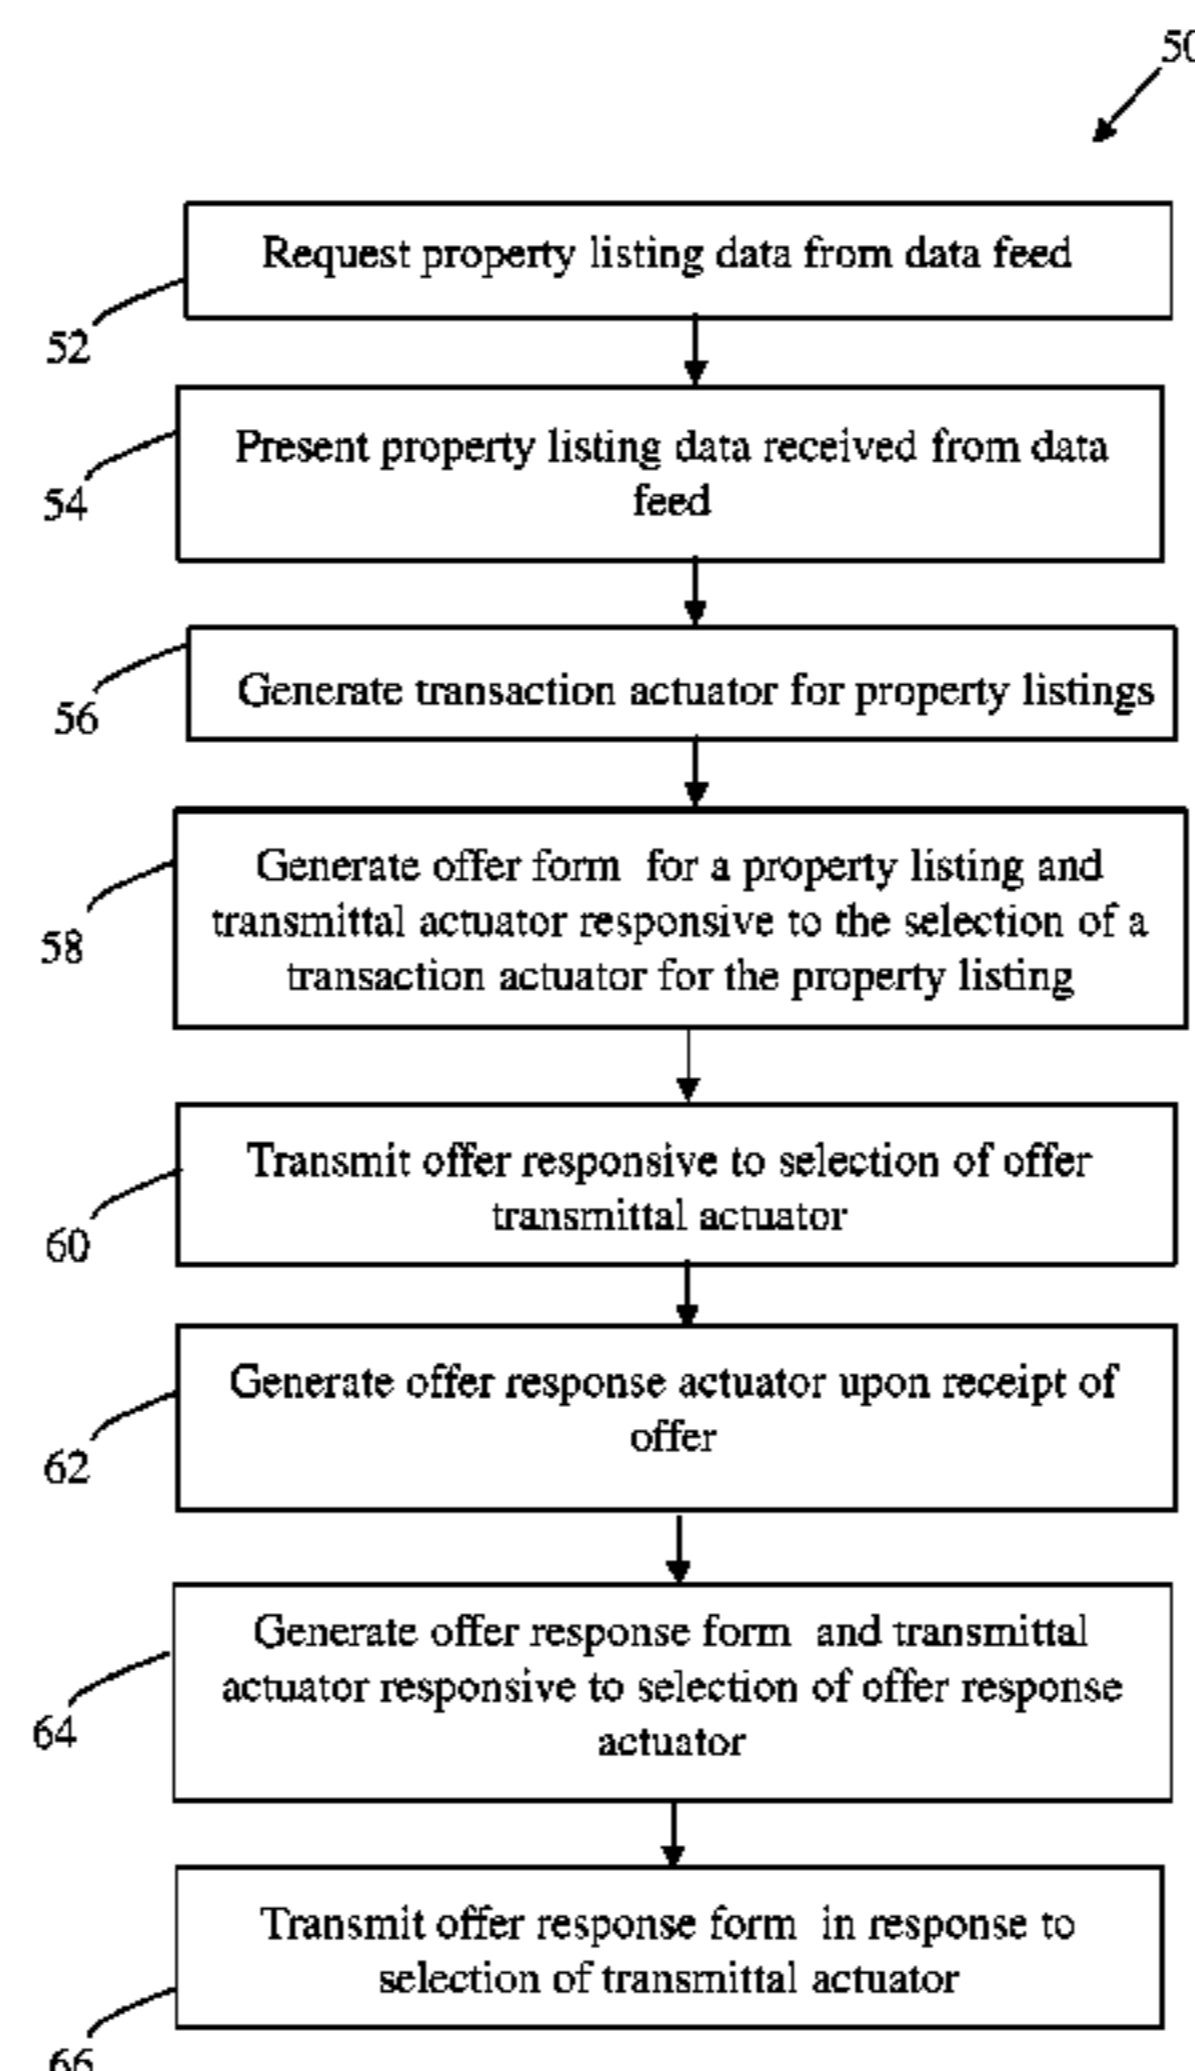 50
Request property listing data from data feed
52
Present property listing data received from data
feed
54
Generate transaction actuator for property listings
56
Generate offer form for a property listing and
transmittal actuator responsive to the selection of a
transaction actuator for the property listing
58
Transmit offer responsive to selection of offer
transmittal actuator
60
Generate offer response actuator upon receipt of
offer
62
Generate offer response form and transmittal
actuator responsive to selection of offer response
actuator
64
Transmit offer response form in response to
selection of transmittal actuator
66